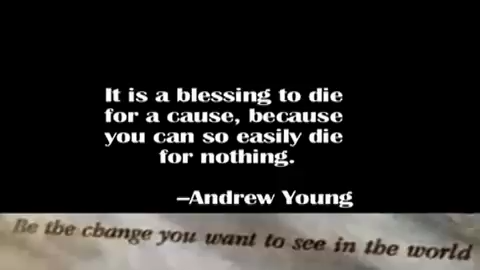 It is a blessing to die
for a cause, because
you can so easily die
for nothing.
–Andrew Young
Be the change you want to see in the world